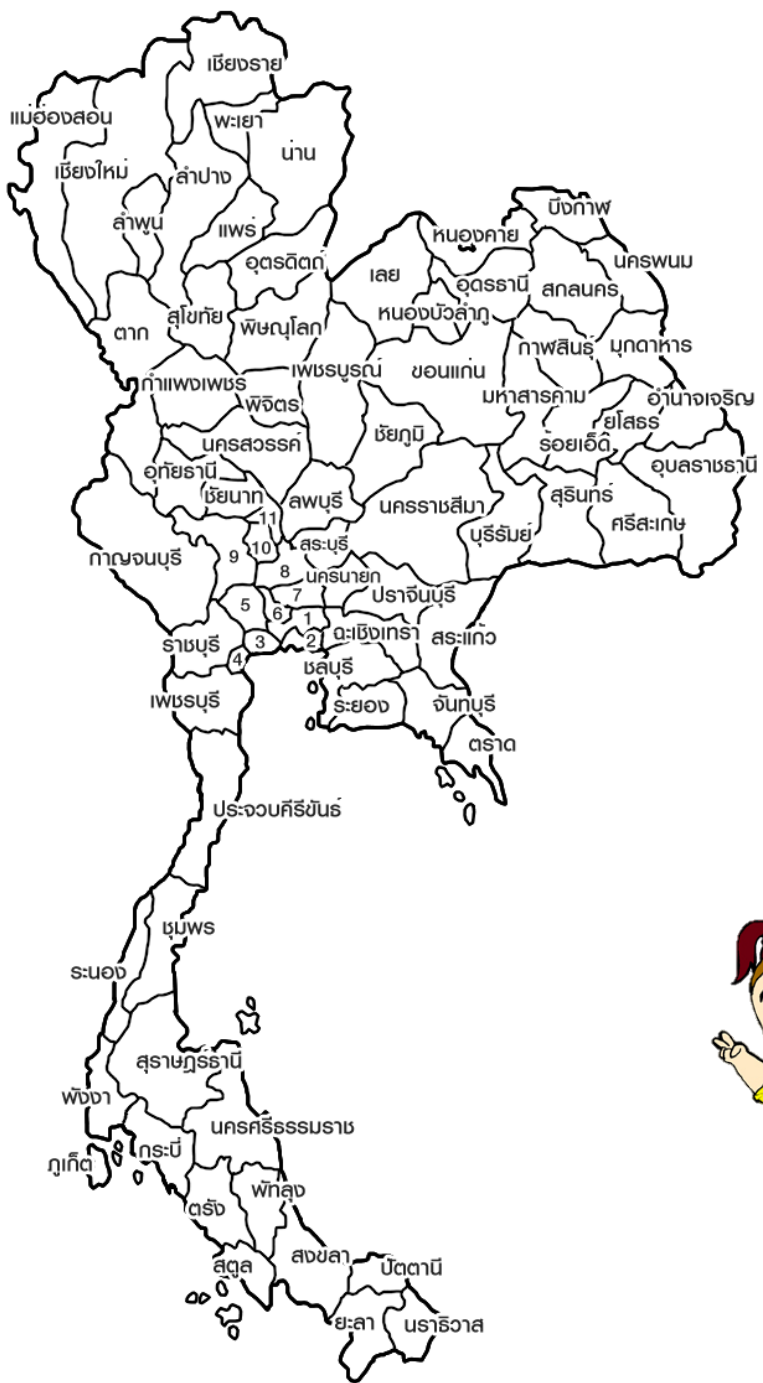 เชียงราย
แม่ฮ่องสอน
พะเยา
น่าน
เชียงใหม่
ลำปาง
ลำพูน
แพร่
อุตรดิตถ์
ตาก
สุโขทัย
พิษณุโลก
กำแพงเพชร
พิจิตร
เพชรบูรณ์
นครสวรรค์
อุทัยธานี
ชัยนาท
ลพบุรี
บึงกาฬ
หนองคาย
นครพนม
เลย
อุดรธานี
สกลนคร
หนองบัวลำภู
กาฬสินธุ์
มุกดาหาร
ขอนแก่น
มหาสารคาม
อำนาจเจริญ
ยโสธร
ร้อยเอ็ด
ชัยภูมิ
อุบลราชธานี
นครราชสีมา
สุรินทร์
บุรีรัมย์
ศรีสะเกษ
11
สระบุรี
กาญจนบุรี
9
10
8
นครนายก
7
ปราจีนบุรี
5
6
1
ฉะเชิงเทรา
สระแก้ว
ราชบุรี
3
2
4
ชลบุรี
เพชรบุรี
ระยอง
จันทบุรี
ตราด
ประจวบคีรีขันธ์
ชุมพร
ระนอง
สุราษฎร์ธานี
พังงา
นครศรีธรรมราช
กระบี่
ภูเก็ต
พัทลุง
ตรัง
สงขลา
สตูล
ปัตตานี
ยะลา
นราธิวาส